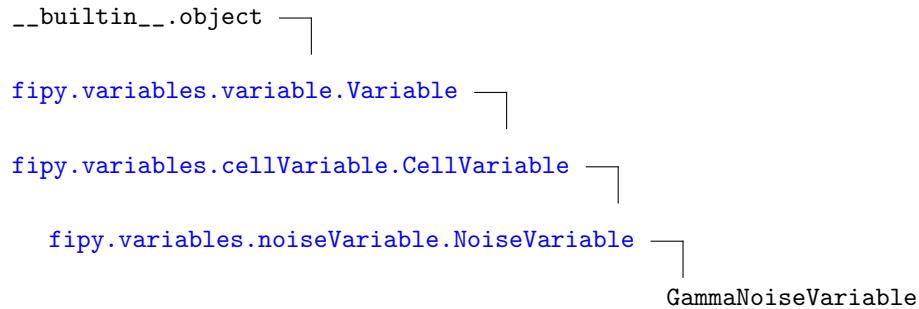 __builtin__.object
fipy.variables.variable.Variable
fipy.variables.cellVariable.CellVariable
fipy.variables.noiseVariable.NoiseVariable
GammaNoiseVariable